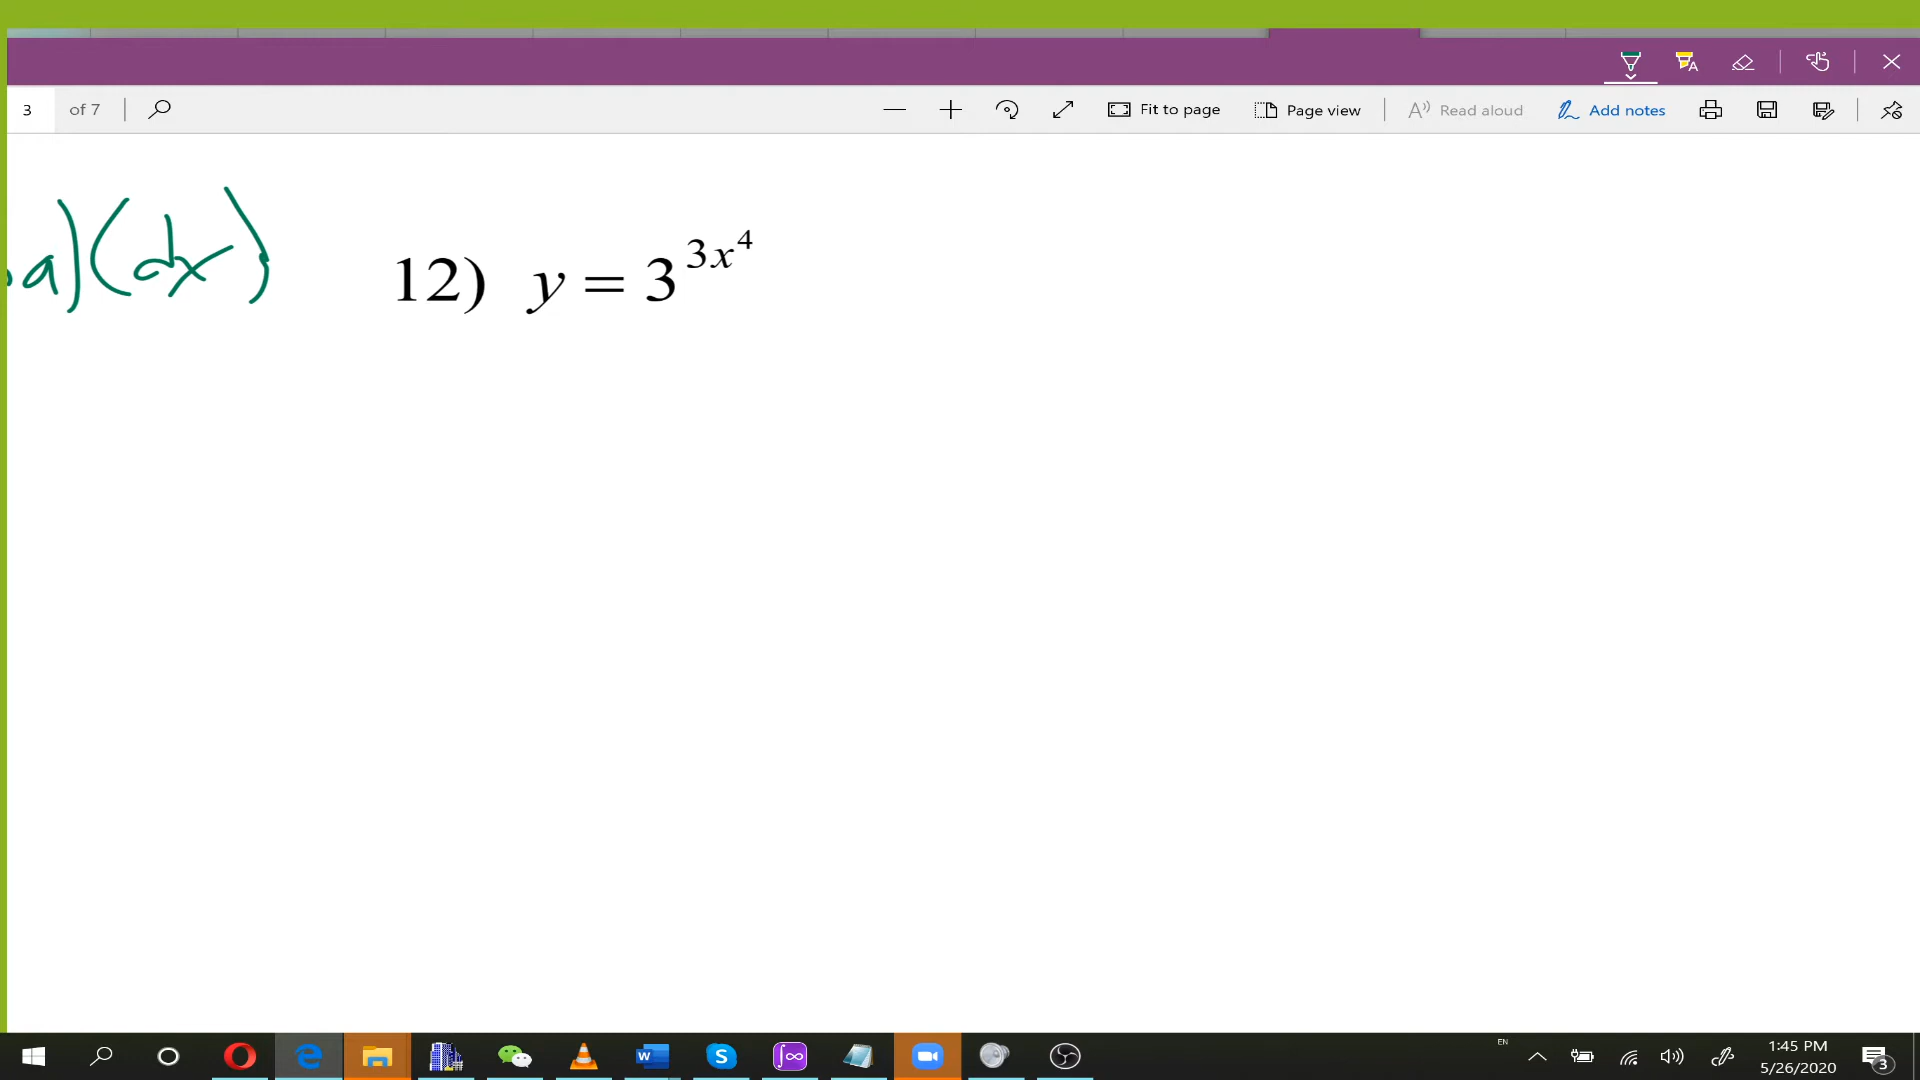 3 of 7 Fit to page Page view Read aloud Add notes
a)(dx)
12) y = 3^{3x^4}
EN
1:45 PM
5/26/2020
3